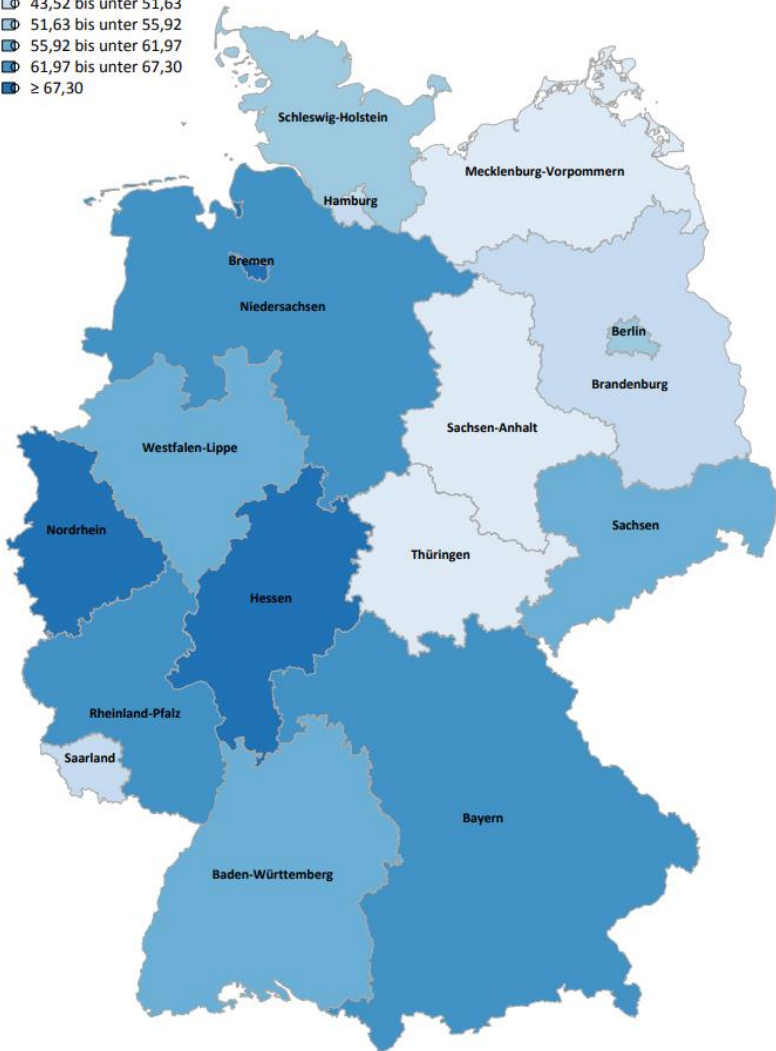 43,52 bis unter 51,63
51,63 bis unter 55,92
55,92 bis unter 61,97
61,97 bis unter 67,30
≥ 67,30
Schleswig-Holstein
Mecklenburg-Vorpommern
Hamburg
Bremen
Niedersachsen
Berlin
Brandenburg
Sachsen-Anhalt
Westfalen-Lippe
Nordrhein
Sachsen
Thüringen
Hessen
Rheinland-Pfalz
Saarland
Bayern
Baden-Württemberg